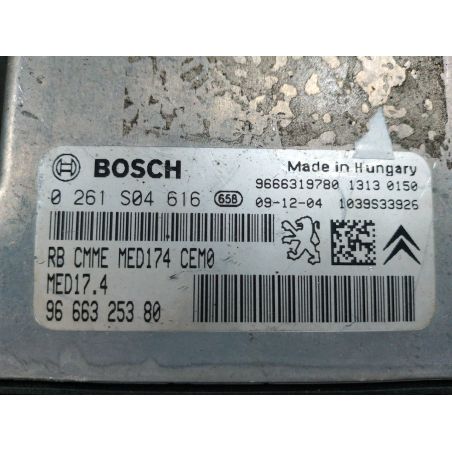 BOSCH Made in Hungary
9666319780 1313 0150
0 261 S04 616 658 09-12-04 1039S33926
RB CMME MED174 CEM0
MED17.4
96 663 253 80